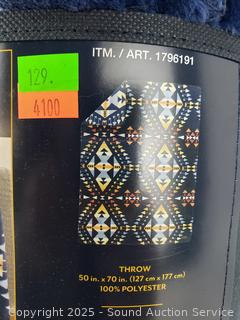 ITM. / ART. 1796191
129.
4100
THROW
50 in. x 70 in. (127 cm x 177 cm)
100% POLYESTER
Copyright © 2025 - Sound Auction Service